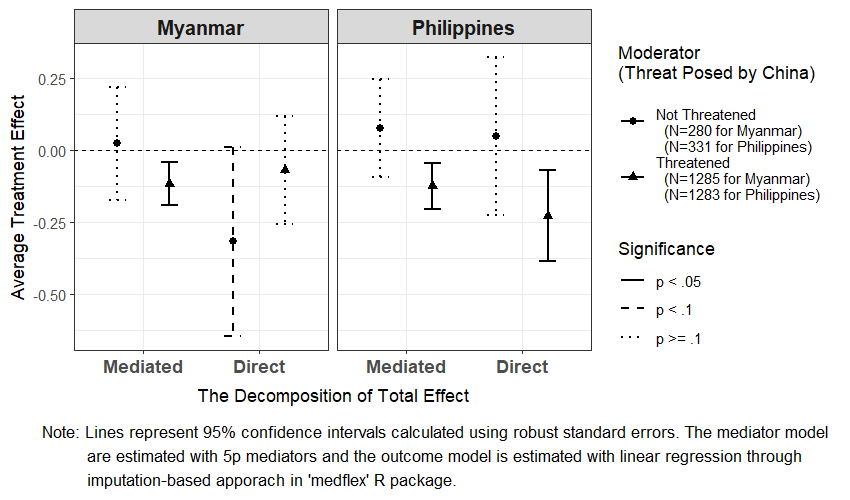 Myanmar
Philippines
Average Treatment Effect
0.25
0.00
-0.25
-0.50
Mediated
Direct
Mediated
Direct
The Decomposition of Total Effect
Moderator
(Threat Posed by China)
Not Threatened
(N=280 for Myanmar)
(N=331 for Philippines)
Threatened
(N=1285 for Myanmar)
(N=1283 for Philippines)
Significance
p < .05
p < .1
p >= .1
Note: Lines represent 95% confidence intervals calculated using robust standard errors. The mediator model
are estimated with 5p mediators and the outcome model is estimated with linear regression through
imputation-based apporach in 'medflex' R package.